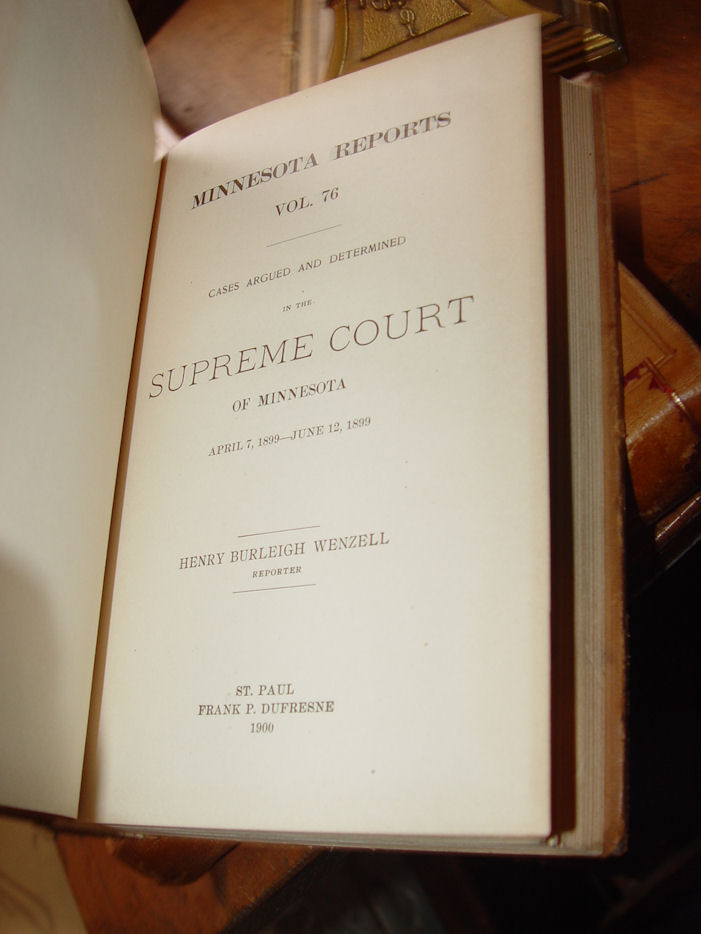 MINNESOTA REPORTS
VOL. 76
CASES ARGUED AND DETERMINED
IN THE
SUPREME COURT
OF MINNESOTA
APRIL 7, 1899—JUNE 12, 1899
HENRY BURLEIGH WENZELL
REPORTER
ST. PAUL
FRANK P. DUFRESNE
1900